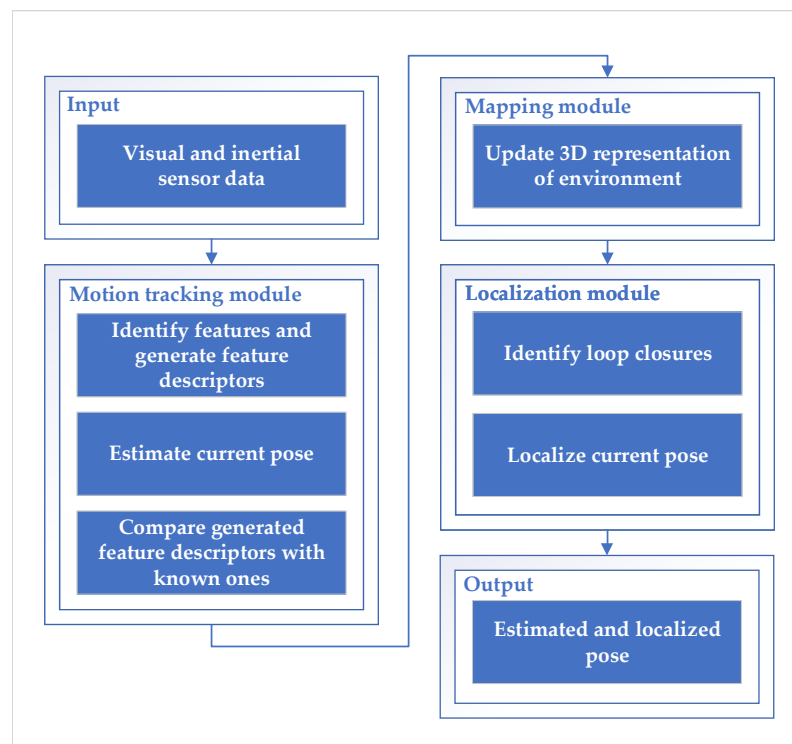 Input
Visual and inertial
sensor data
Motion tracking module
Identify features and
generate feature
descriptors
Estimate current pose
Compare generated
feature descriptors with
known ones
Mapping module
Update 3D representation
of environment
Localization module
Identify loop closures
Localize current pose
Output
Estimated and localized
pose